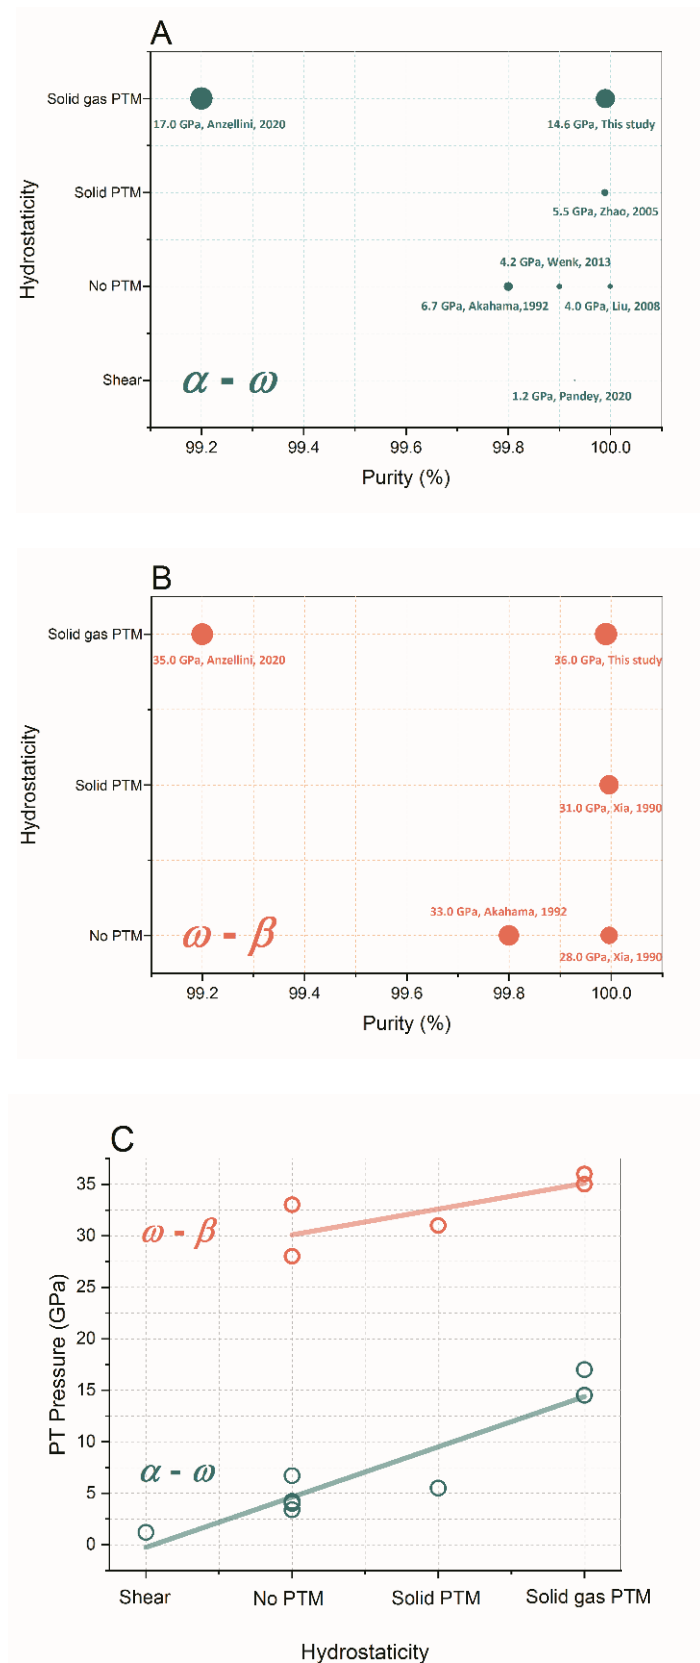 A
Hydrostaticity
Solid gas PTM
17.0 GPa, Anzellini, 2020
14.6 GPa, This study
Solid PTM
5.5 GPa, Zhao, 2005
4.2 GPa, Wenk, 2013
No PTM
6.7 GPa, Akahama,1992
4.0 GPa, Liu, 2008
Shear
α - ω
1.2 GPa, Pandey, 2020
99.2 99.4 99.6 99.8 100.0
Purity (%)
B
Hydrostaticity
Solid gas PTM
35.0 GPa, Anzellini, 2020
36.0 GPa, This study
Solid PTM
31.0 GPa, Xia, 1990
33.0 GPa, Akahama, 1992
No PTM
ω - β
28.0 GPa, Xia, 1990
99.2 99.4 99.6 99.8 100.0
Purity (%)
C
PT Pressure (GPa)
35
ω - β
30
25
20
15
10
α - ω
5
0
Shear No PTM Solid PTM Solid gas PTM
Hydrostaticity